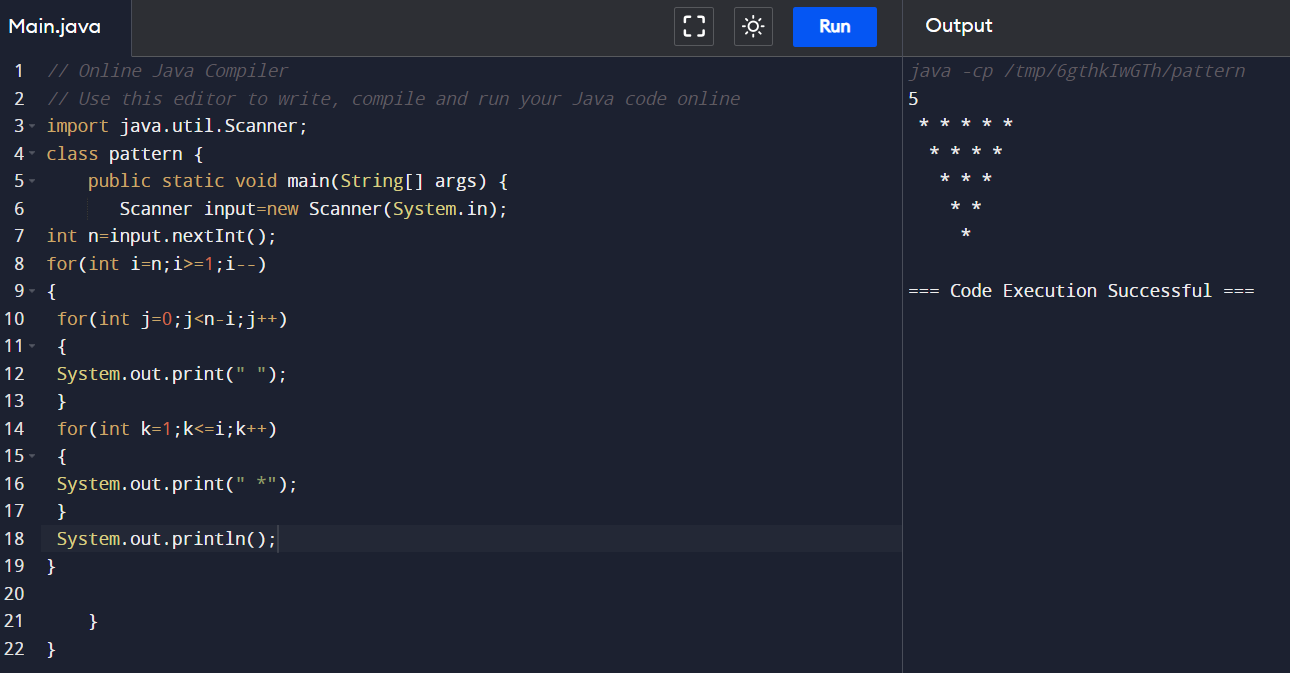 Main.java Run Output
1 // Online Java Compiler
2 // Use this editor to write, compile and run your Java code online
3 import java.util.Scanner;
4 class pattern {
5     public static void main(String[] args) {
6        Scanner input=new Scanner(System.in);
7 int n=input.nextInt();
8 for(int i=n;i>=1;i--)
9 {
10  for(int j=0;j<n-i;j++)
11  {
12  System.out.print(" ");
13  }
14  for(int k=1;k<=i;k++)
15  {
16  System.out.print(" *");
17  }
18  System.out.println();
19 }
20
21     }
22 }
java -cp /tmp/6gthkIwGTh/pattern
5
 * * * * *
  * * * *
   * * *
    * *
     *
=== Code Execution Successful ===